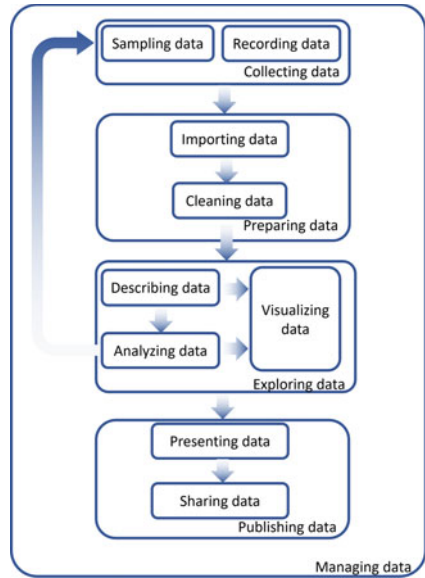 Sampling data
Recording data
Collecting data
Importing data
Cleaning data
Preparing data
Describing data
Visualizing
data
Analyzing data
Exploring data
Presenting data
Sharing data
Publishing data
Managing data